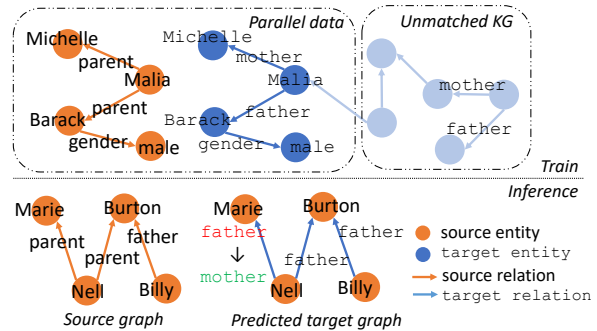 Parallel data
Unmatched KG
Michelle
parent
Malia
parent
Barack
gender
male
Michelle
mother
Malia
father
Barack
gender
male
mother
father
Train
Inference
Marie
Burton
parent
father
parent
Nell
Billy
Source graph
Marie
Burton
father
mother
father
father
Nell
Billy
Predicted target graph
source entity
target entity
source relation
target relation